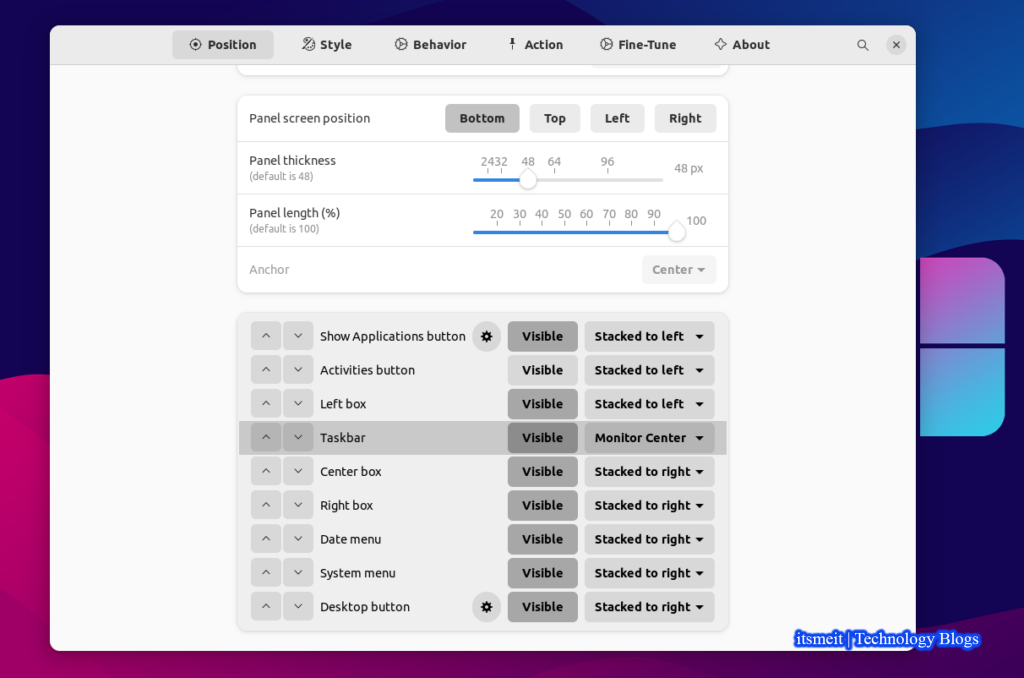 Position Style Behavior Action Fine-Tune About
Panel screen position Bottom Top Left Right
Panel thickness
(default is 48)
24 32 48 64 96
48 px
Panel length (%)
(default is 100)
20 30 40 50 60 70 80 90
100
Anchor Center
Show Applications button Visible Stacked to left
Activities button Visible Stacked to left
Left box Visible Stacked to left
Taskbar Visible Monitor Center
Center box Visible Stacked to right
Right box Visible Stacked to right
Date menu Visible Stacked to right
System menu Visible Stacked to right
Desktop button Visible Stacked to right
itsmeit | Technology Blogs